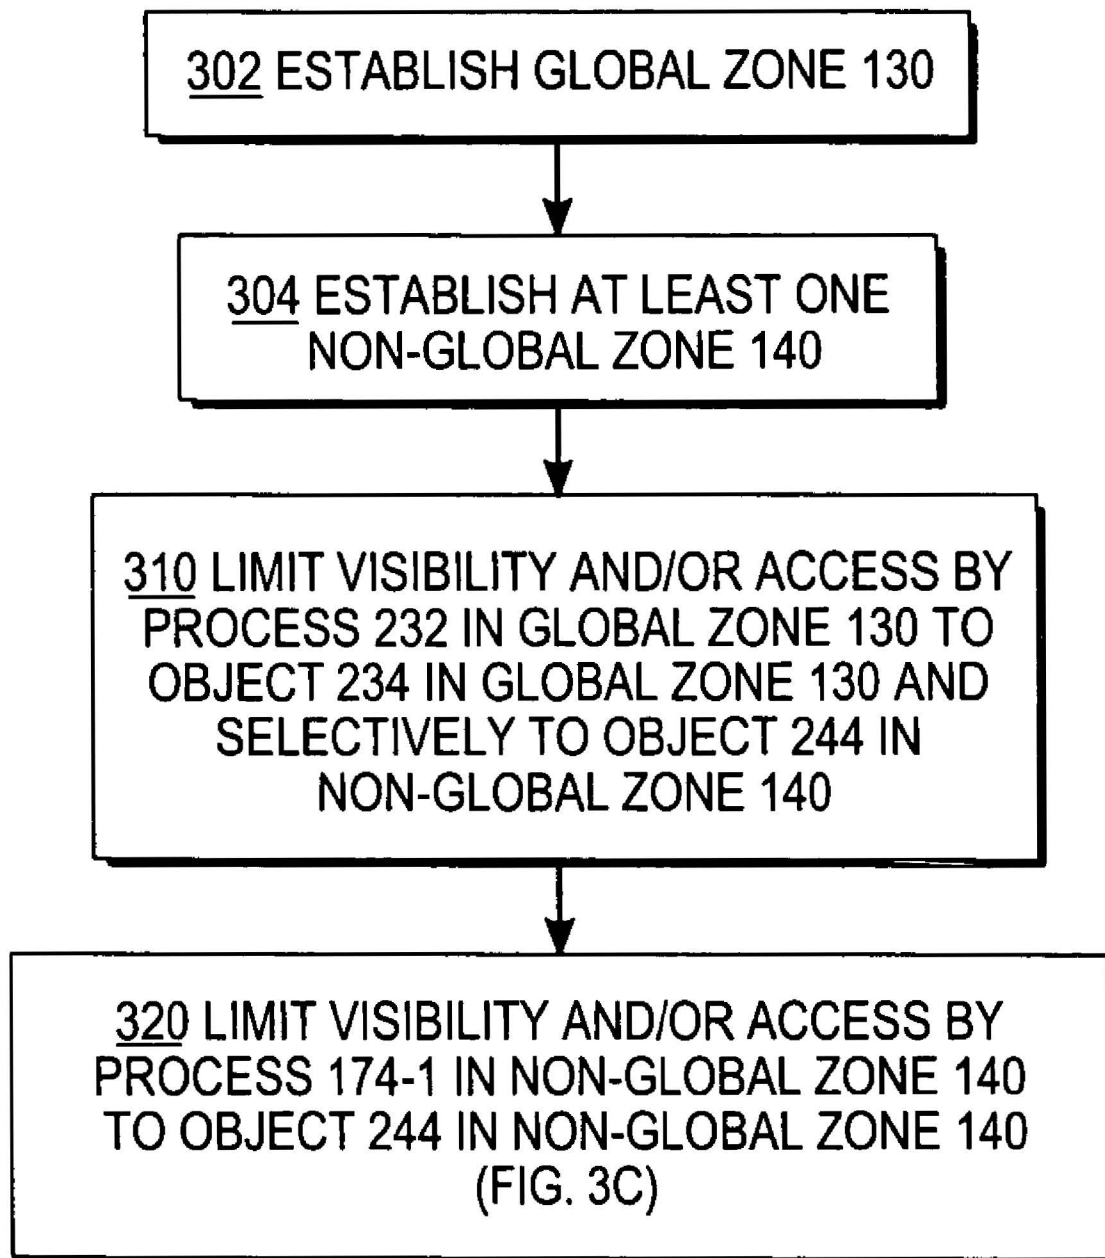 302 ESTABLISH GLOBAL ZONE 130
304 ESTABLISH AT LEAST ONE
NON-GLOBAL ZONE 140
310 LIMIT VISIBILITY AND/OR ACCESS BY
PROCESS 232 IN GLOBAL ZONE 130 TO
OBJECT 234 IN GLOBAL ZONE 130 AND
SELECTIVELY TO OBJECT 244 IN
NON-GLOBAL ZONE 140
320 LIMIT VISIBILITY AND/OR ACCESS BY
PROCESS 174-1 IN NON-GLOBAL ZONE 140
TO OBJECT 244 IN NON-GLOBAL ZONE 140
(FIG. 3C)